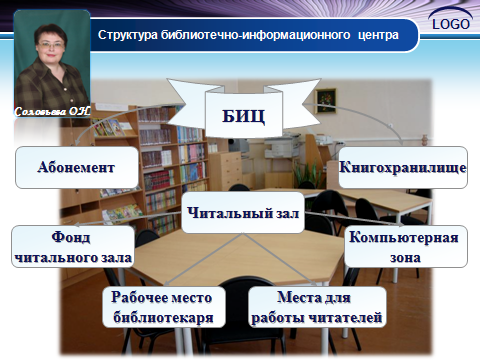 Структура библиотечно-информационного центра
LOGO
Соловьева О.Н.
БИЦ
Абонемент
Книгохранилище
Читальный зал
Фонд
читального зала
Компьютерная
зона
Рабочее место
библиотекаря
Места для
работы читателей